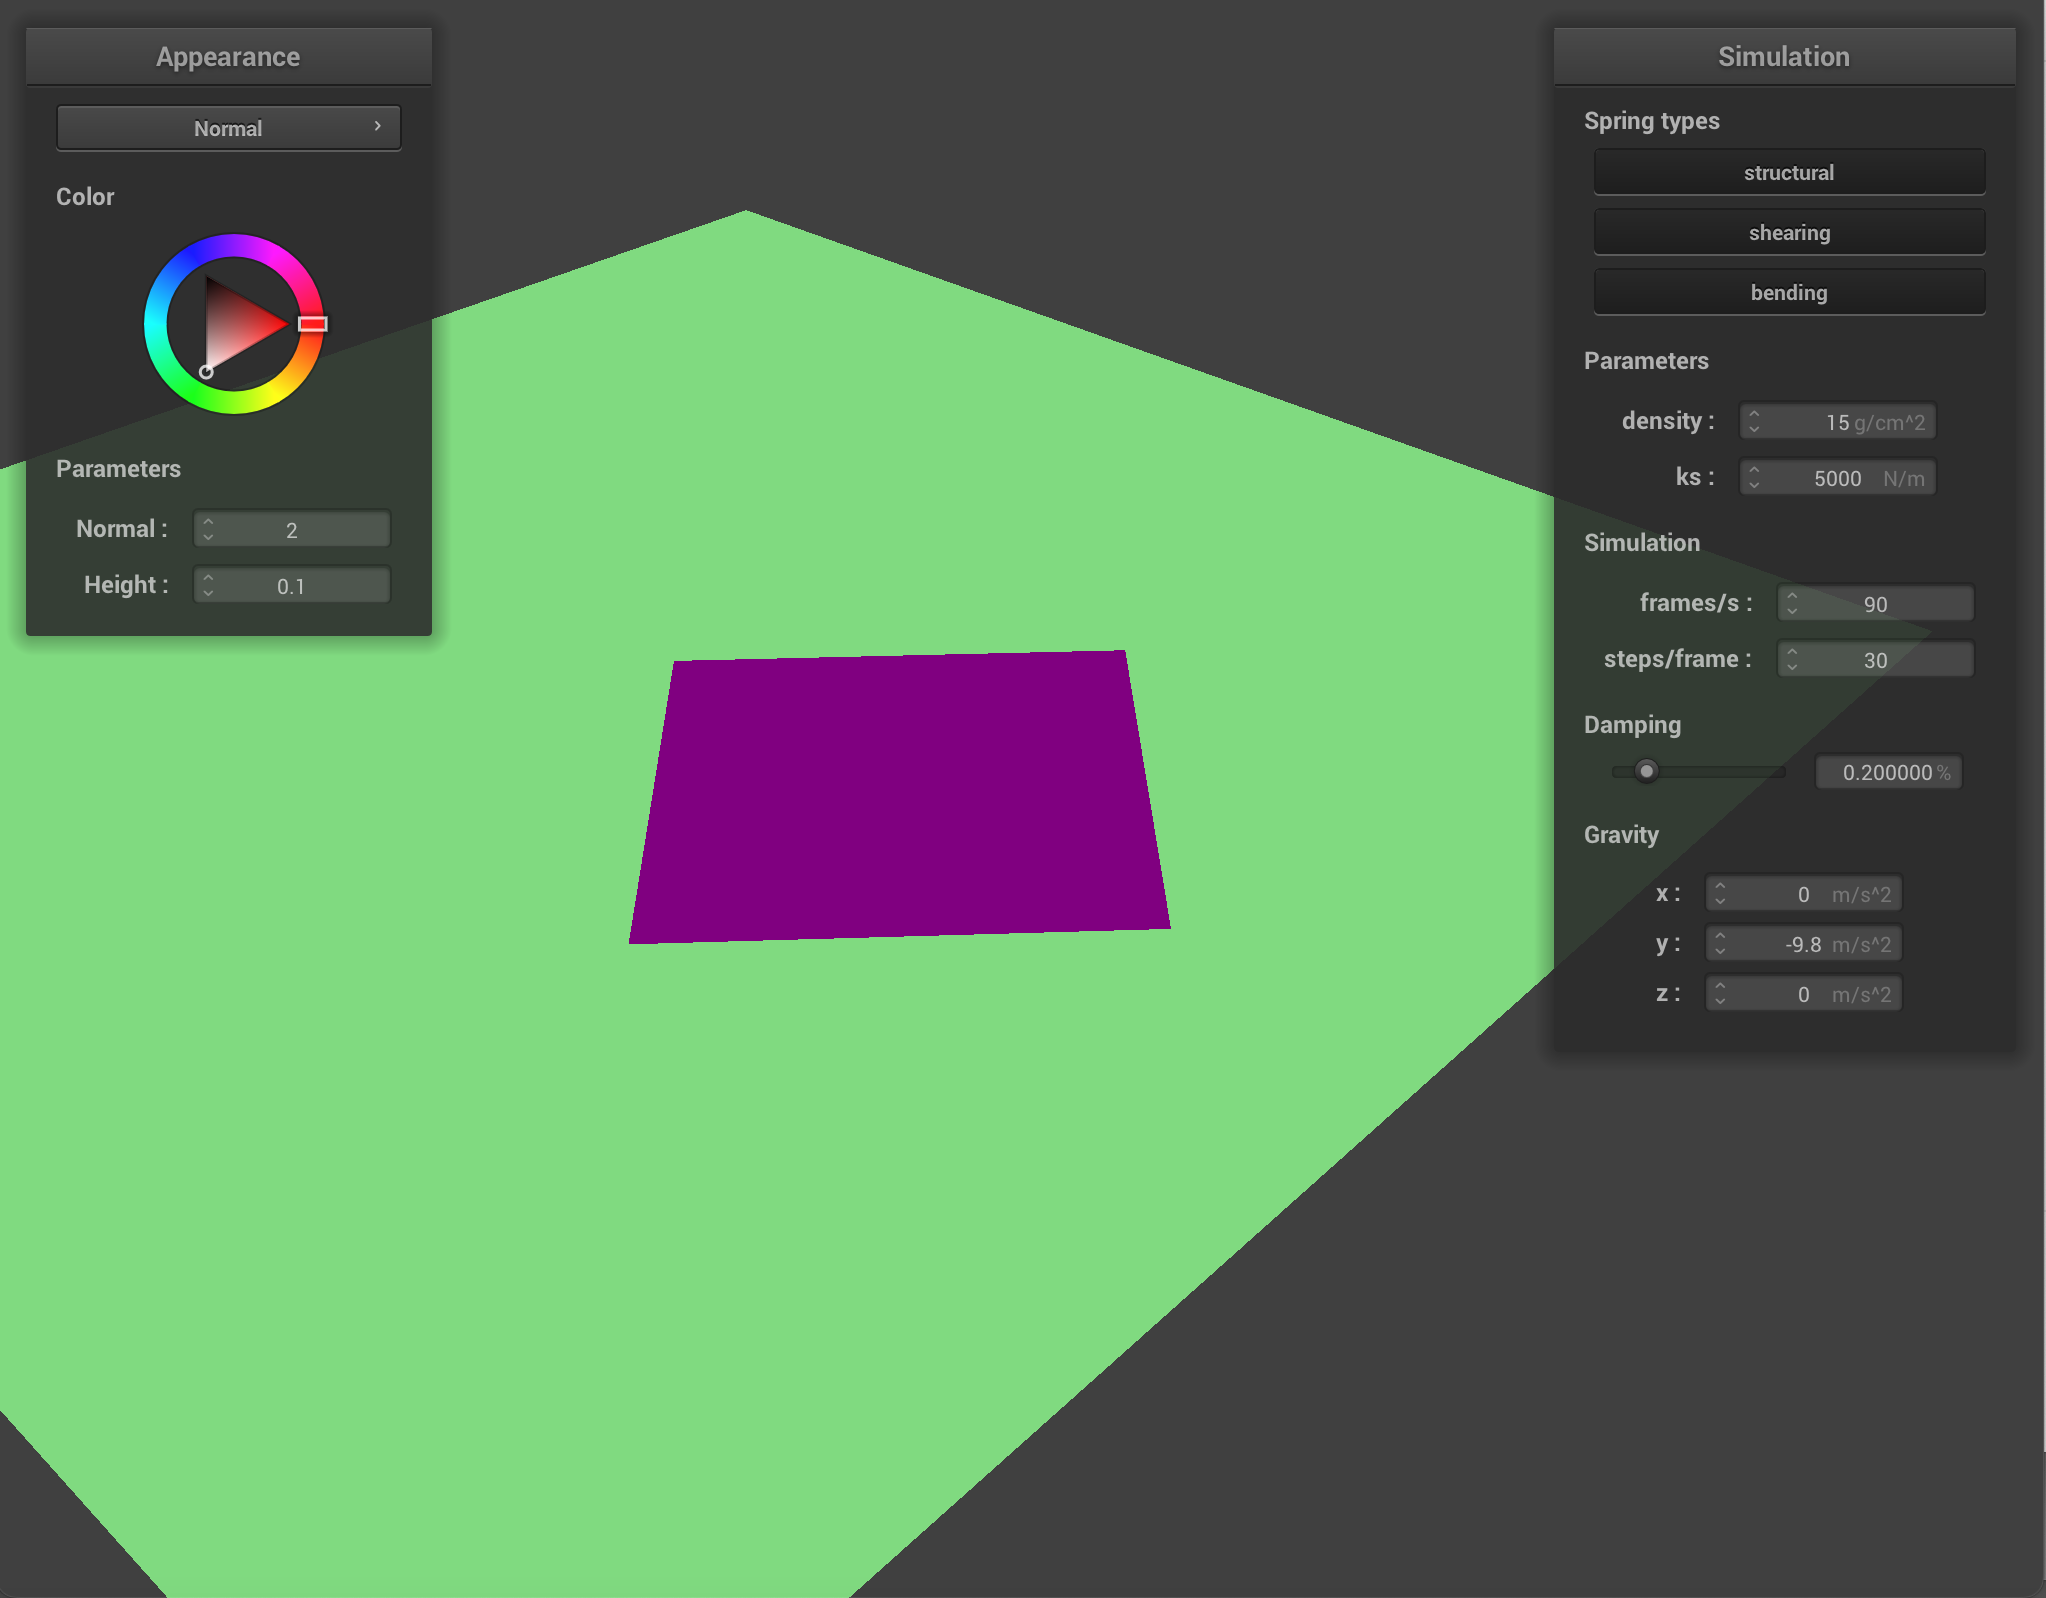 Appearance
Normal
Color
Parameters
Normal : 2
Height : 0.1
Simulation
Spring types
structural
shearing
bending
Parameters
density : 15 g/cm^2
ks : 5000 N/m
Simulation
frames/s : 90
steps/frame : 30
Damping
0.200000 %
Gravity
x : 0 m/s^2
y : -9.8 m/s^2
z : 0 m/s^2